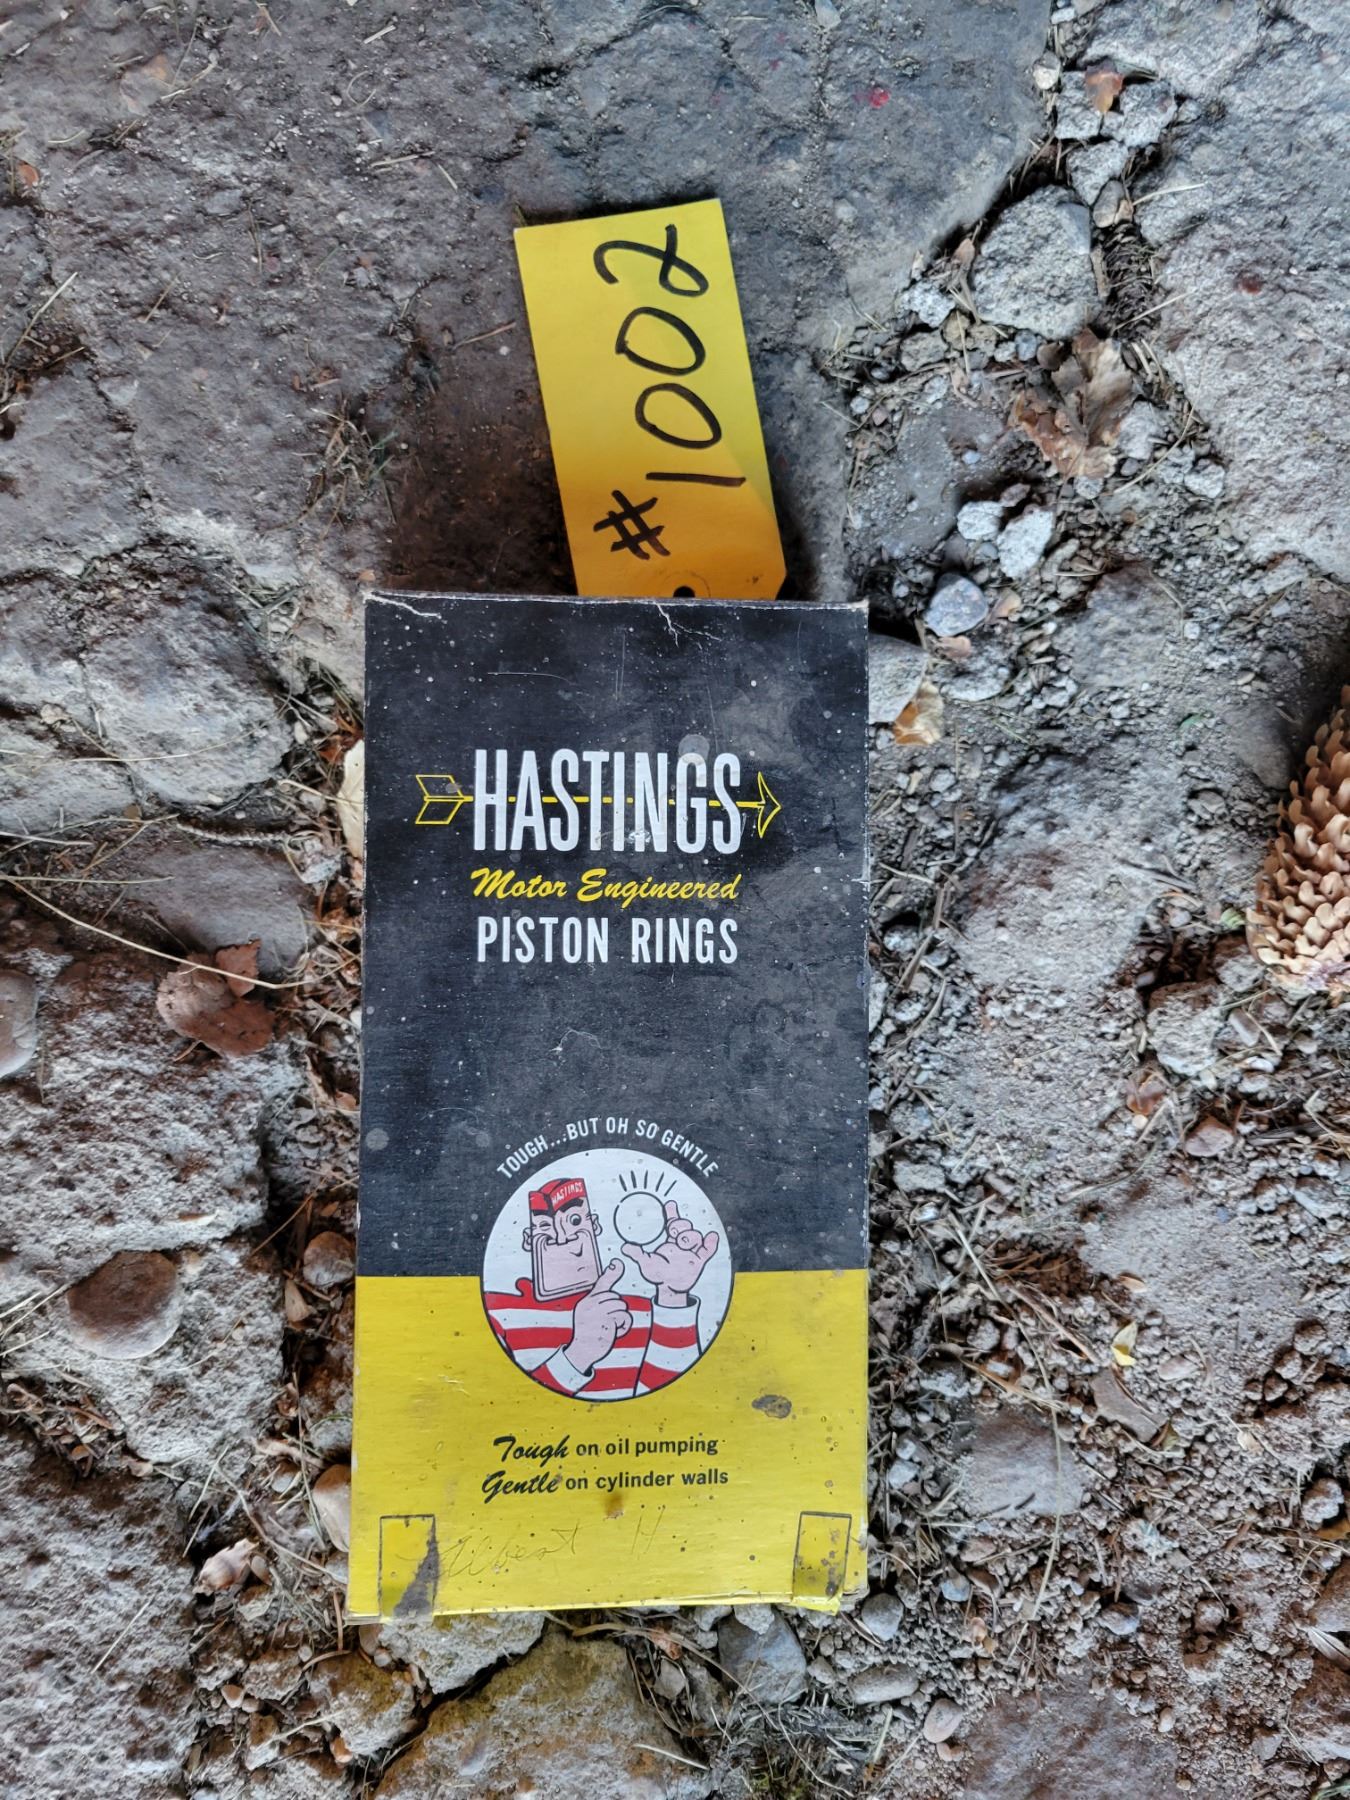 #1002
HASTINGS
Motor Engineered
PISTON RINGS
TOUGH...BUT OH SO GENTLE
HASTINGS
Tough on oil pumping
Gentle on cylinder walls
Albert H